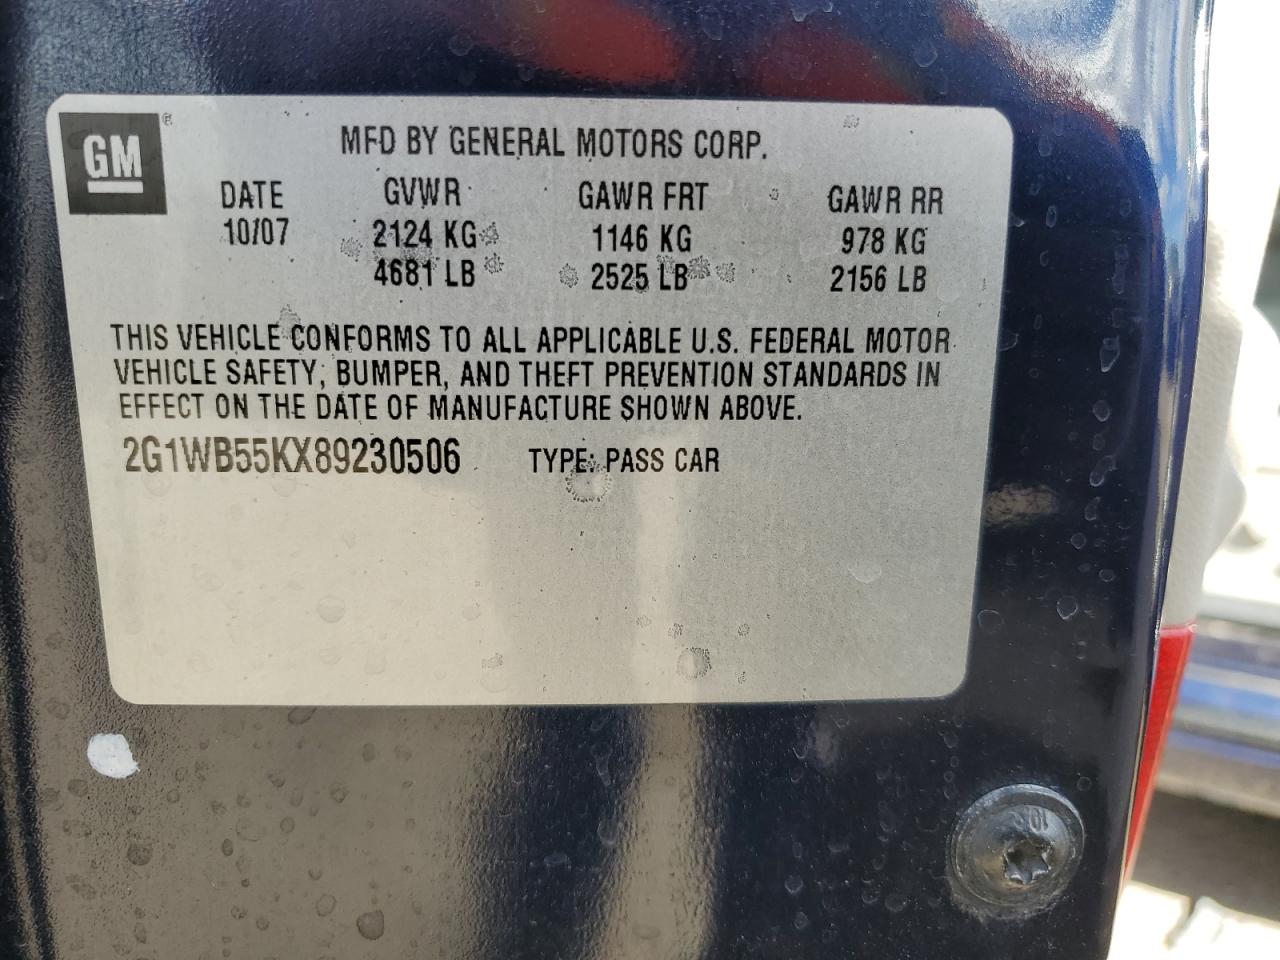 GM ®
MFD BY GENERAL MOTORS CORP.
DATE GVWR GAWR FRT GAWR RR
10/07 2124 KG 1146 KG 978 KG
4681 LB 2525 LB 2156 LB
THIS VEHICLE CONFORMS TO ALL APPLICABLE U.S. FEDERAL MOTOR
VEHICLE SAFETY, BUMPER, AND THEFT PREVENTION STANDARDS IN
EFFECT ON THE DATE OF MANUFACTURE SHOWN ABOVE.
2G1WB55KX89230506 TYPE: PASS CAR